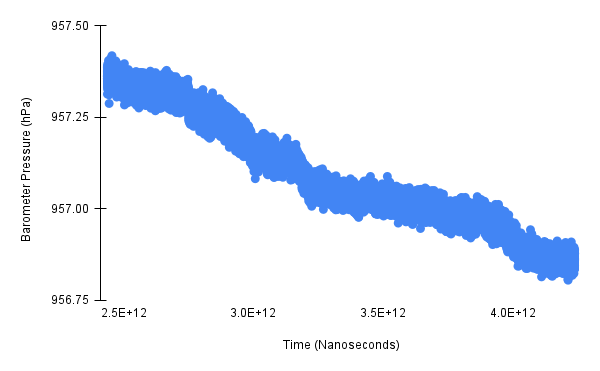 957.50
957.25
957.00
956.75
Barometer Pressure (hPa)
2.5E+12 3.0E+12 3.5E+12 4.0E+12
Time (Nanoseconds)